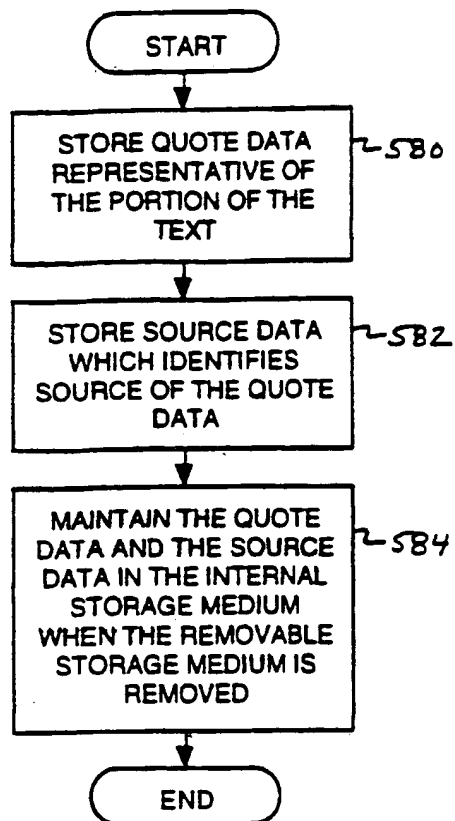 START
STORE QUOTE DATA
REPRESENTATIVE OF
THE PORTION OF THE
TEXT
580
STORE SOURCE DATA
WHICH IDENTIFIES
SOURCE OF THE QUOTE
DATA
582
MAINTAIN THE QUOTE
DATA AND THE SOURCE
DATA IN THE INTERNAL
STORAGE MEDIUM
WHEN THE REMOVABLE
STORAGE MEDIUM IS
REMOVED
584
END